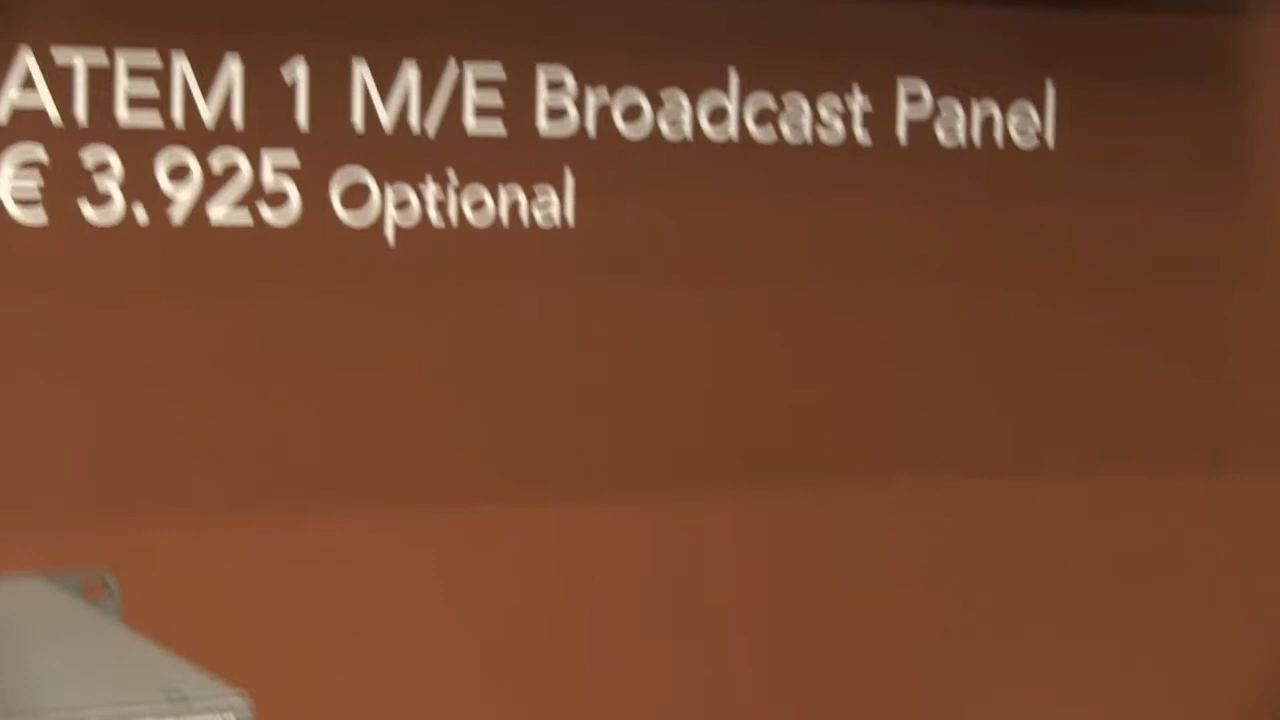 ATEM 1 M/E Broadcast Panel
€ 3.925 Optional